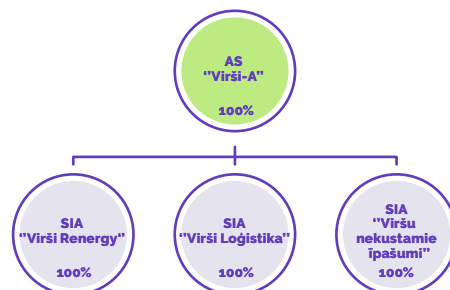 AS
“Virši-A”
100%
SIA
“Virši Renergy”
100%
SIA
“Virši Loģistika”
100%
SIA
“Viršu
nekustamie
īpašumi”
100%